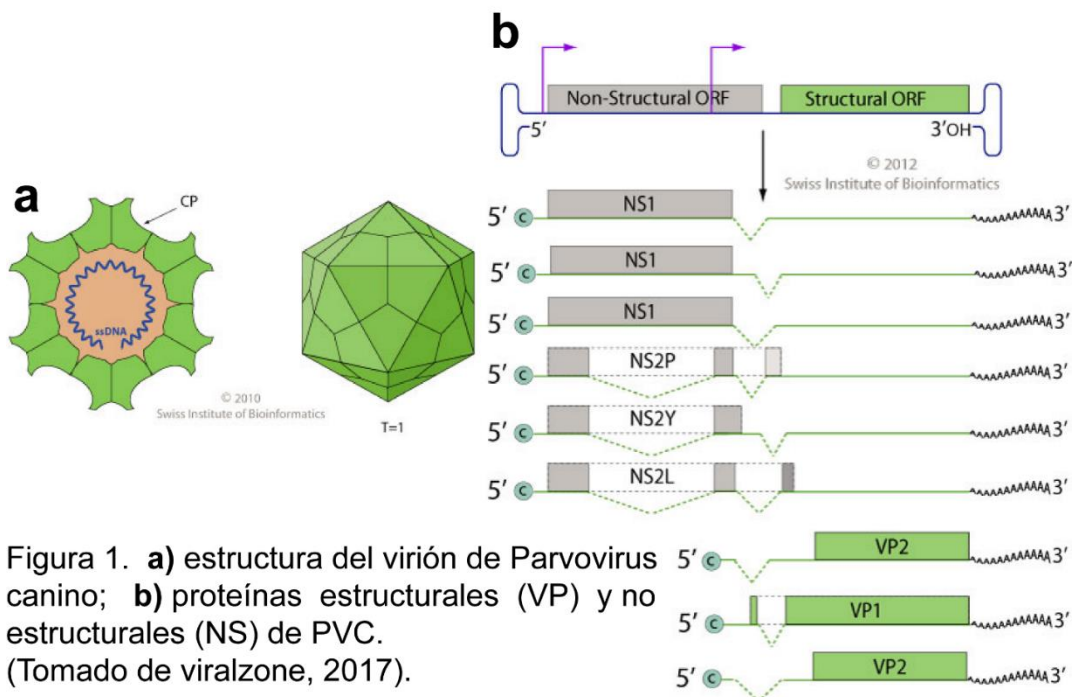 b
Non-Structural ORF
Structural ORF
5′
3′OH
© 2012
Swiss Institute of Bioinformatics
a
CP
ssDNA
© 2010
Swiss Institute of Bioinformatics
T=1
5′ C NS1 3′
5′ C NS1 3′
5′ C NS1 3′
5′ C NS2P 3′
5′ C NS2Y 3′
5′ C NS2L 3′
5′ C VP2 3′
5′ C VP1 3′
5′ C VP2 3′
Figura 1. a) estructura del virión de Parvovirus
canino; b) proteínas estructurales (VP) y no
estructurales (NS) de PVC.
(Tomado de viralzone, 2017).